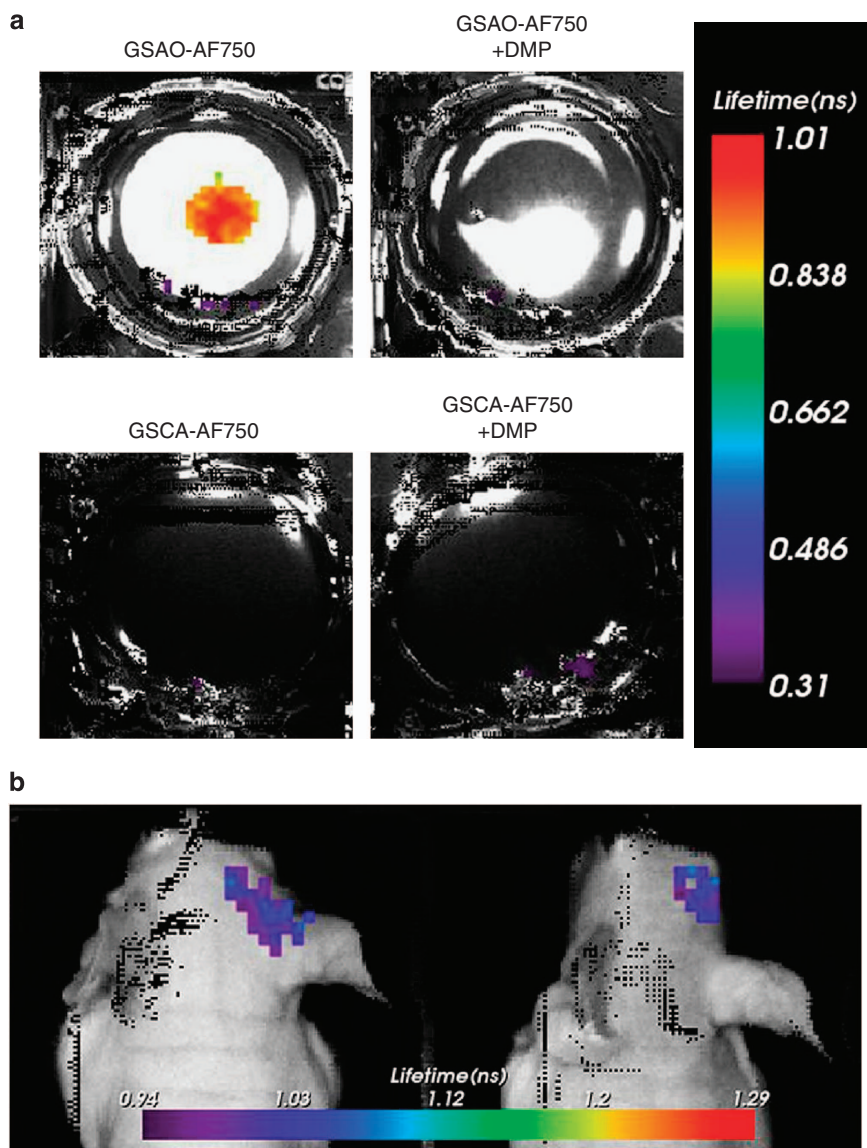 a
GSAO-AF750
GSAO-AF750
+DMP
GSCA-AF750
GSCA-AF750
+DMP
Lifetime(ns)
1.01
0.838
0.662
0.486
0.31
b
Lifetime(ns)
0.94
1.03
1.12
1.2
1.29